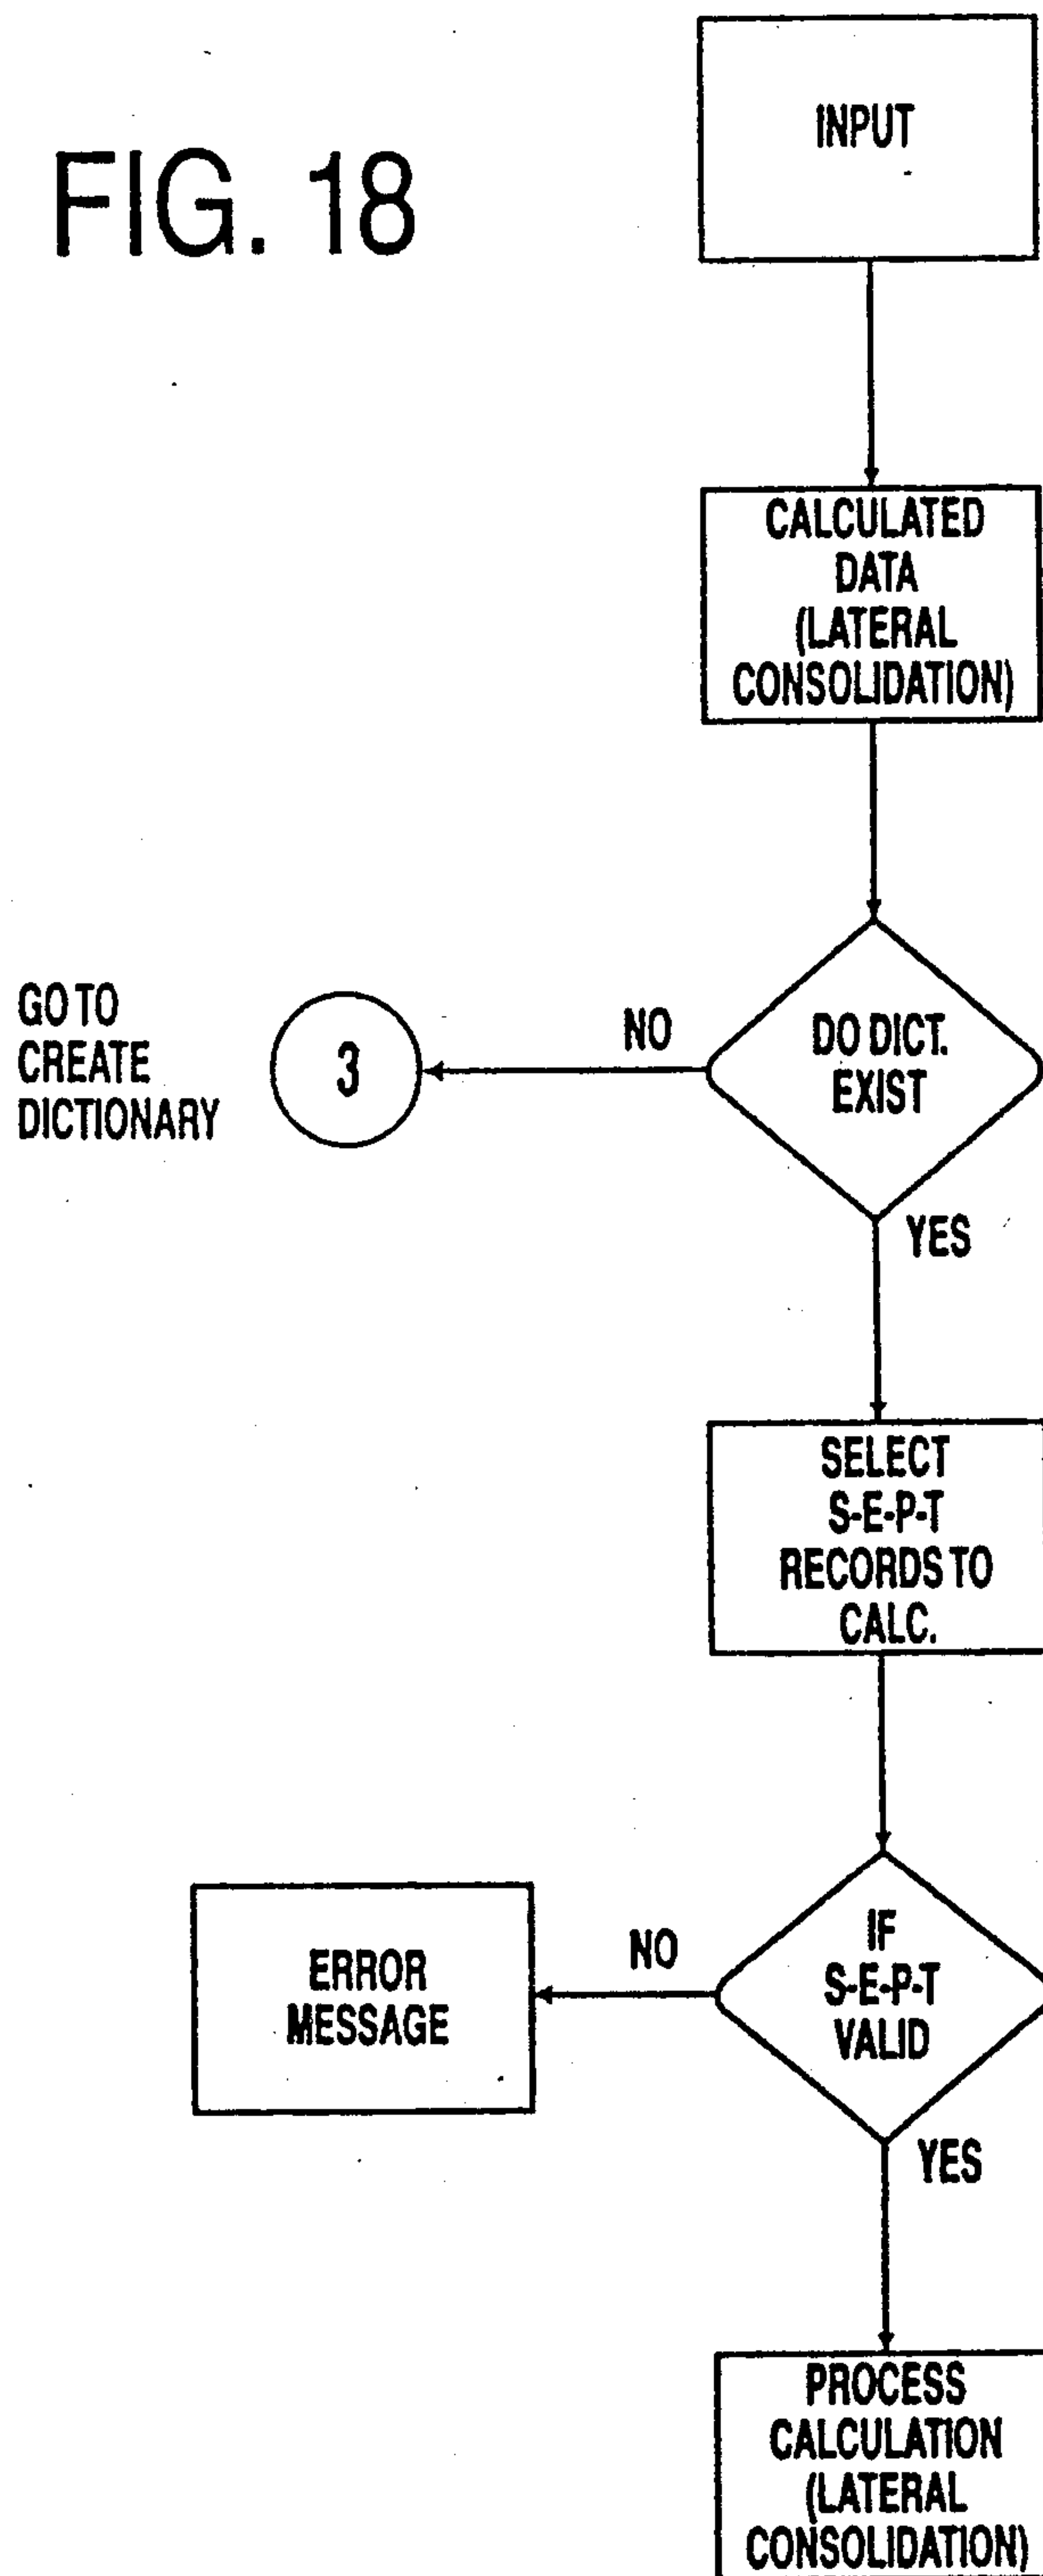 FIG. 18
INPUT
CALCULATED
DATA
(LATERAL
CONSOLIDATION)
DO DICT.
EXIST
NO
3
GO TO
CREATE
DICTIONARY
YES
SELECT
S-E-P-T
RECORDS TO
CALC.
IF
S-E-P-T
VALID
NO
ERROR
MESSAGE
YES
PROCESS
CALCULATION
(LATERAL
CONSOLIDATION)